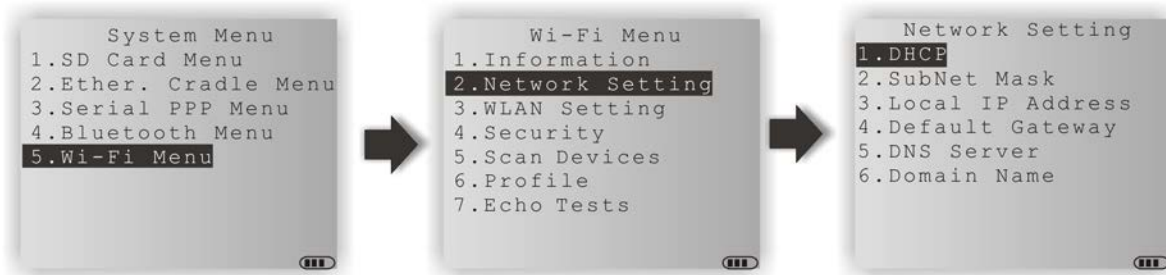 System Menu
1.SD Card Menu
2.Ether. Cradle Menu
3.Serial PPP Menu
4.Bluetooth Menu
5.Wi-Fi Menu
Wi-Fi Menu
1.Information
2.Network Setting
3.WLAN Setting
4.Security
5.Scan Devices
6.Profile
7.Echo Tests
Network Setting
1.DHCP
2.SubNet Mask
3.Local IP Address
4.Default Gateway
5.DNS Server
6.Domain Name